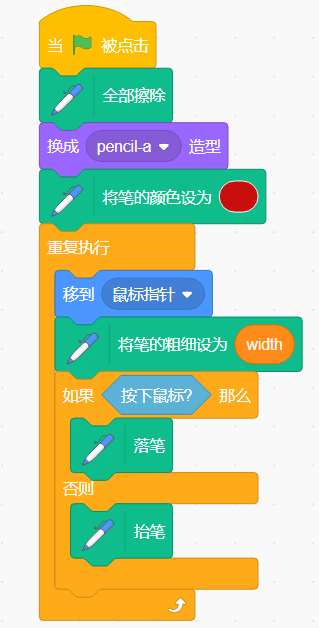 当 被点击
全部擦除
换成 pencil-a 造型
将笔的颜色设为
重复执行
移到 鼠标指针
将笔的粗细设为 width
如果 按下鼠标? 那么
落笔
否则
抬笔